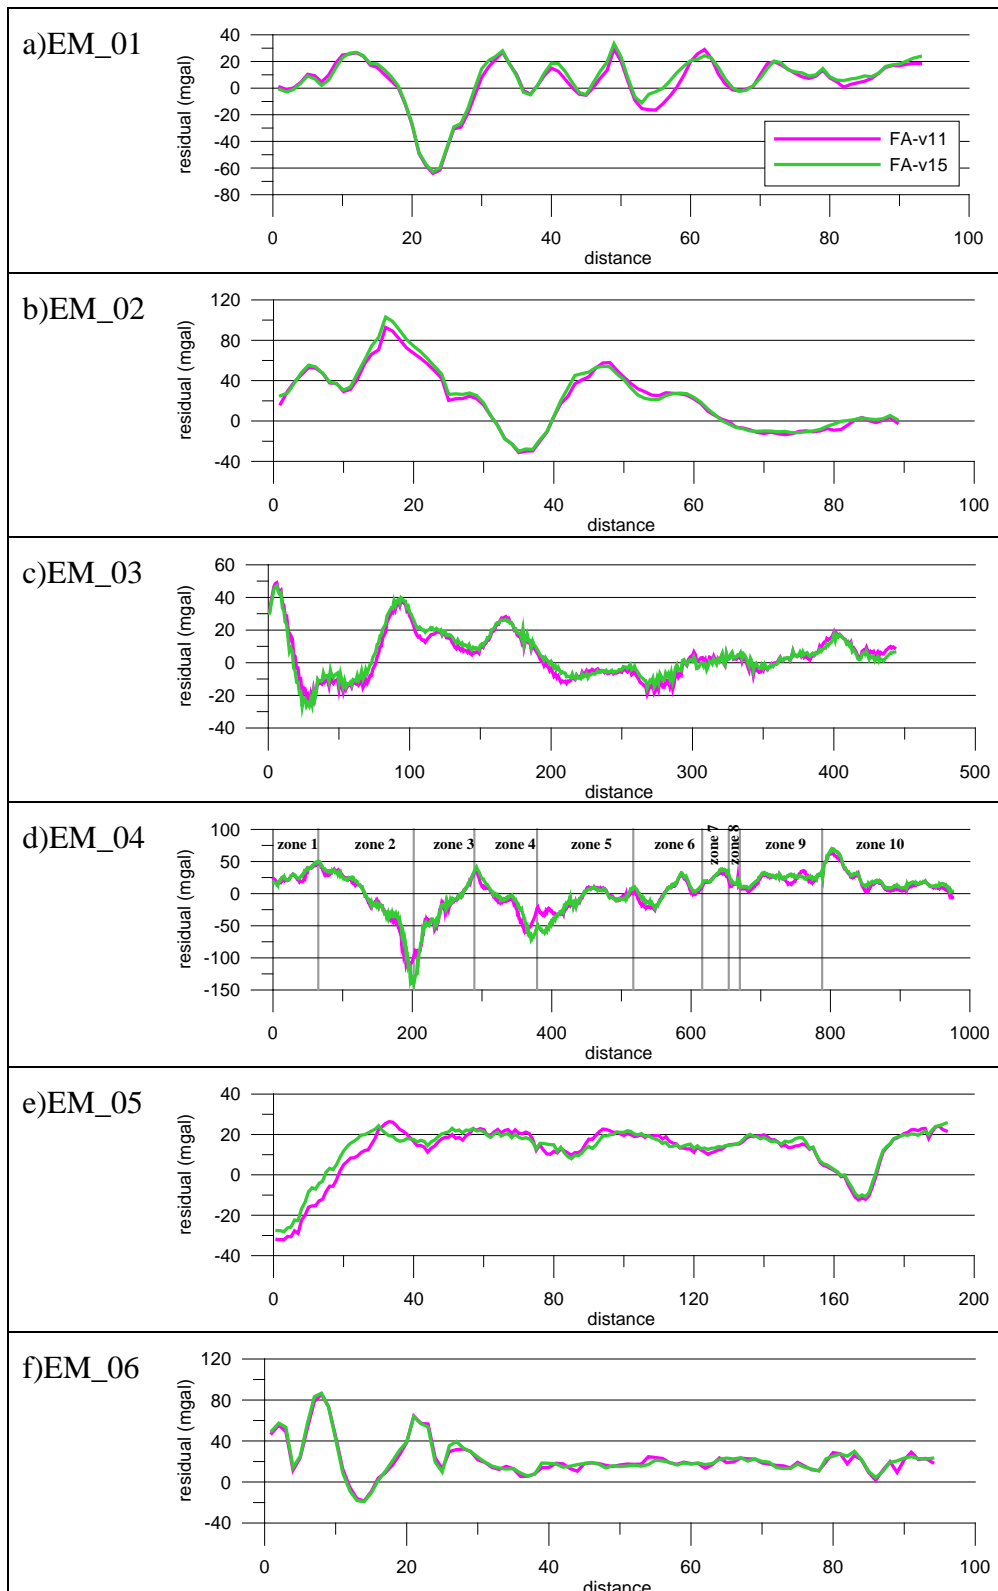 a)EM_01
residual (mgal)
40
20
0
-20
-40
-60
-80
FA-v11
FA-v15
0 20 40 60 80 100
distance
b)EM_02
residual (mgal)
120
80
40
0
-40
0 20 40 60 80 100
distance
c)EM_03
residual (mgal)
60
40
20
0
-20
-40
0 100 200 300 400 500
distance
d)EM_04
residual (mgal)
100
50
0
-50
-100
-150
zone 1 zone 2 zone 3 zone 4 zone 5 zone 6 zone 7 zone 8 zone 9 zone 10
0 200 400 600 800 1000
distance
e)EM_05
residual (mgal)
40
20
0
-20
-40
0 40 80 120 160 200
distance
f)EM_06
residual (mgal)
120
80
40
0
-40
0 20 40 60 80 100
distance